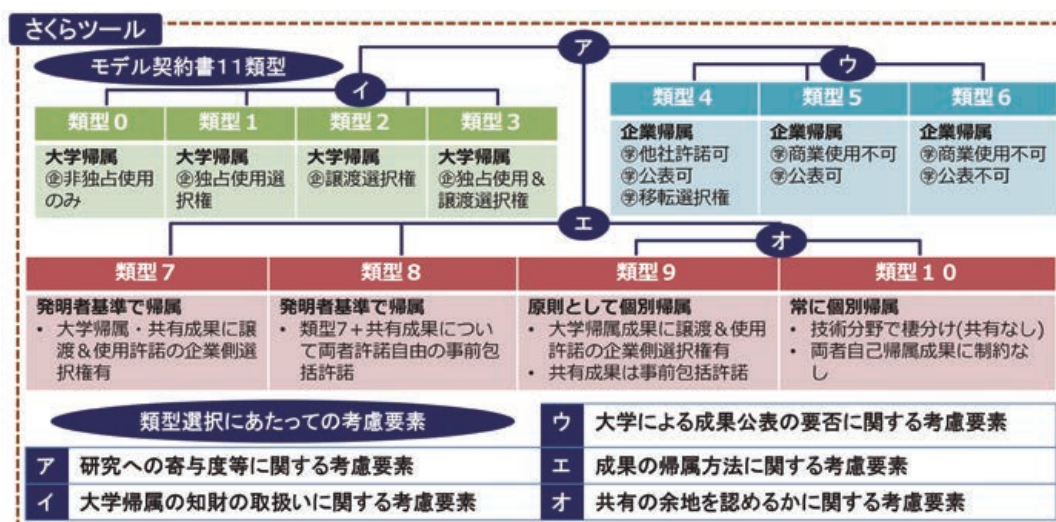 さくらツール
モデル契約書11類型
ア
イ
ウ
類型0
類型1
類型2
類型3
大学帰属
㊭非独占使用
のみ
大学帰属
㊭独占使用選
択権
大学帰属
㊭譲渡選択権
大学帰属
㊭独占使用&
譲渡選択権
類型4
類型5
類型6
企業帰属
㊫他社許諾可
㊫公表可
㊫移転選択権
企業帰属
㊫商業使用不可
㊫公表可
企業帰属
㊫商業使用不可
㊫公表不可
エ
オ
類型7
類型8
類型9
類型10
発明者基準で帰属
• 大学帰属・共有成果に譲
渡&使用許諾の企業側選
択権有
発明者基準で帰属
• 類型7+共有成果につい
て両者許諾自由の事前包
括許諾
原則として個別帰属
• 大学帰属成果に譲渡&使用
許諾の企業側選択権有
• 共有成果は事前包括許諾
常に個別帰属
• 技術分野で棲分け(共有なし)
• 両者自己帰属成果に制約な
し
類型選択にあたっての考慮要素
ウ 大学による成果公表の要否に関する考慮要素
ア 研究への寄与度等に関する考慮要素
エ 成果の帰属方法に関する考慮要素
イ 大学帰属の知財の取扱いに関する考慮要素
オ 共有の余地を認めるかに関する考慮要素